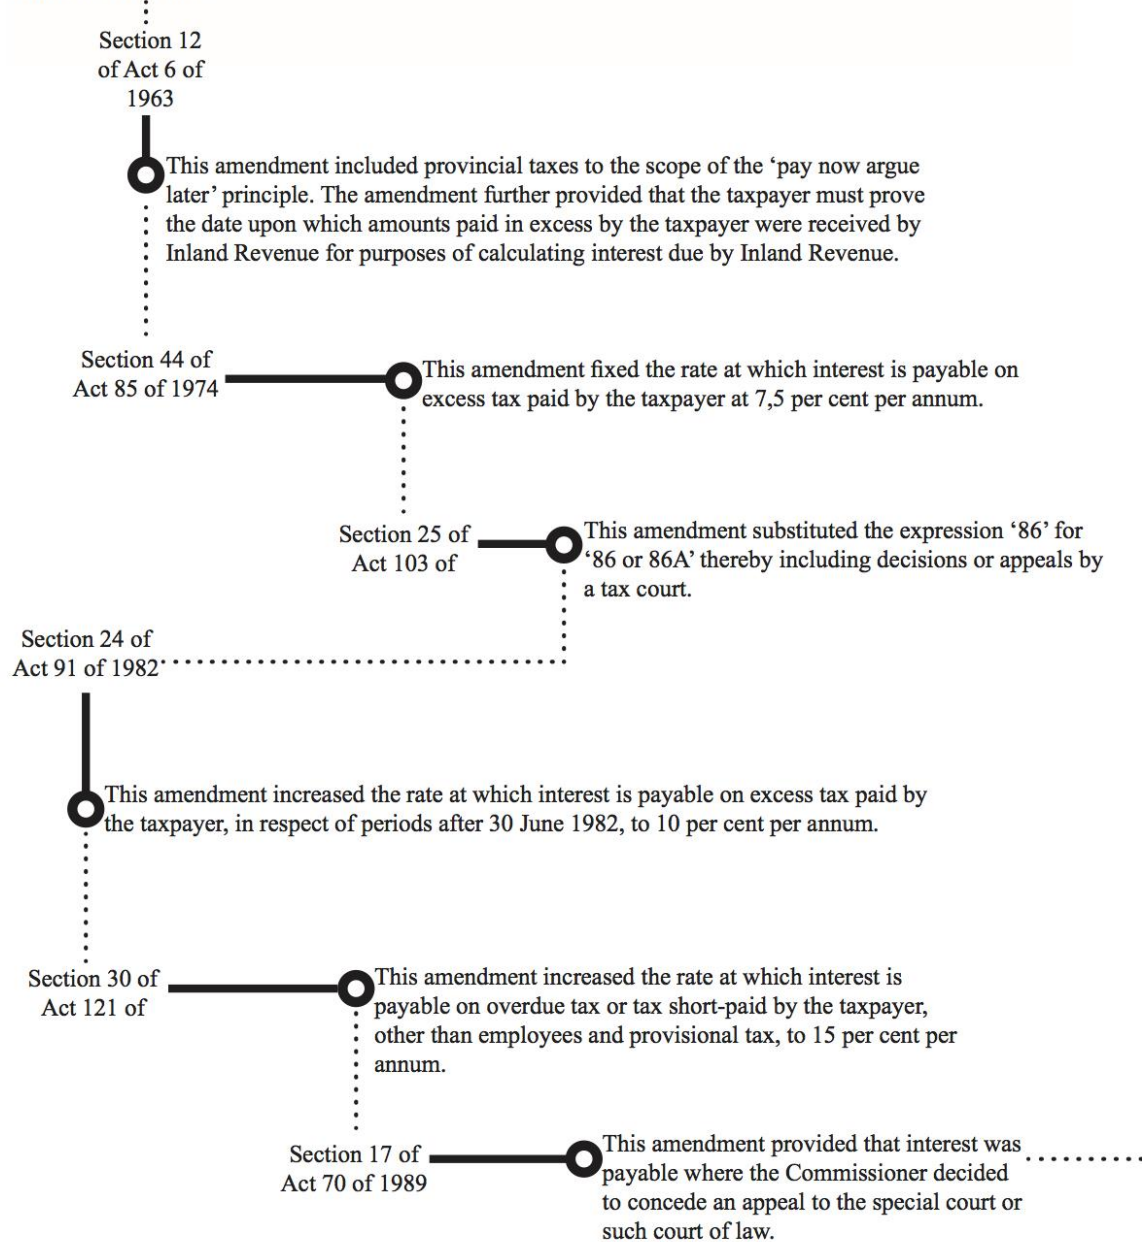 Section 12
of Act 6 of
1963
This amendment included provincial taxes to the scope of the ‘pay now argue
later’ principle. The amendment further provided that the taxpayer must prove
the date upon which amounts paid in excess by the taxpayer were received by
Inland Revenue for purposes of calculating interest due by Inland Revenue.
Section 44 of
Act 85 of 1974
This amendment fixed the rate at which interest is payable on
excess tax paid by the taxpayer at 7,5 per cent per annum.
Section 25 of
Act 103 of
This amendment substituted the expression ‘86’ for
‘86 or 86A’ thereby including decisions or appeals by
a tax court.
Section 24 of
Act 91 of 1982
This amendment increased the rate at which interest is payable on excess tax paid by
the taxpayer, in respect of periods after 30 June 1982, to 10 per cent per annum.
Section 30 of
Act 121 of
This amendment increased the rate at which interest is
payable on overdue tax or tax short-paid by the taxpayer,
other than employees and provisional tax, to 15 per cent per
annum.
Section 17 of
Act 70 of 1989
This amendment provided that interest was
payable where the Commissioner decided
to concede an appeal to the special court or
such court of law.